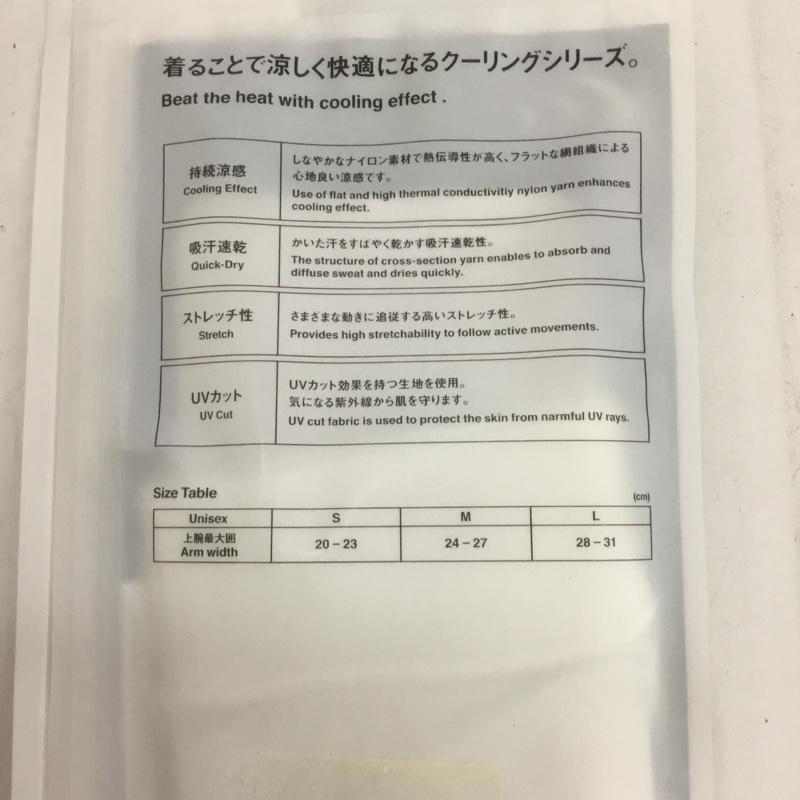 着ることで涼しく快適になるクーリングシリーズ。
Beat the heat with cooling effect .
持続涼感
Cooling Effect
しなやかなナイロン素材で熱伝導性が高く、フラットな網組織による
心地良い涼感です。
Use of flat and high thermal conductivitiy nylon yarn enhances
cooling effect.
吸汗速乾
Quick-Dry
かいた汗をすばやく乾かす吸汗速乾性。
The structure of cross-section yarn enables to absorb and
diffuse sweat and dries quickly.
ストレッチ性
Stretch
さまざまな動きに追従する高いストレッチ性。
Provides high stretchability to follow active movements.
UVカット
UV Cut
UVカット効果を持つ生地を使用。
気になる紫外線から肌を守ります。
UV cut fabric is used to protect the skin from narmful UV rays.
Size Table
(cm)
Unisex S M L
上腕最大囲
Arm width 20－23 24－27 28－31